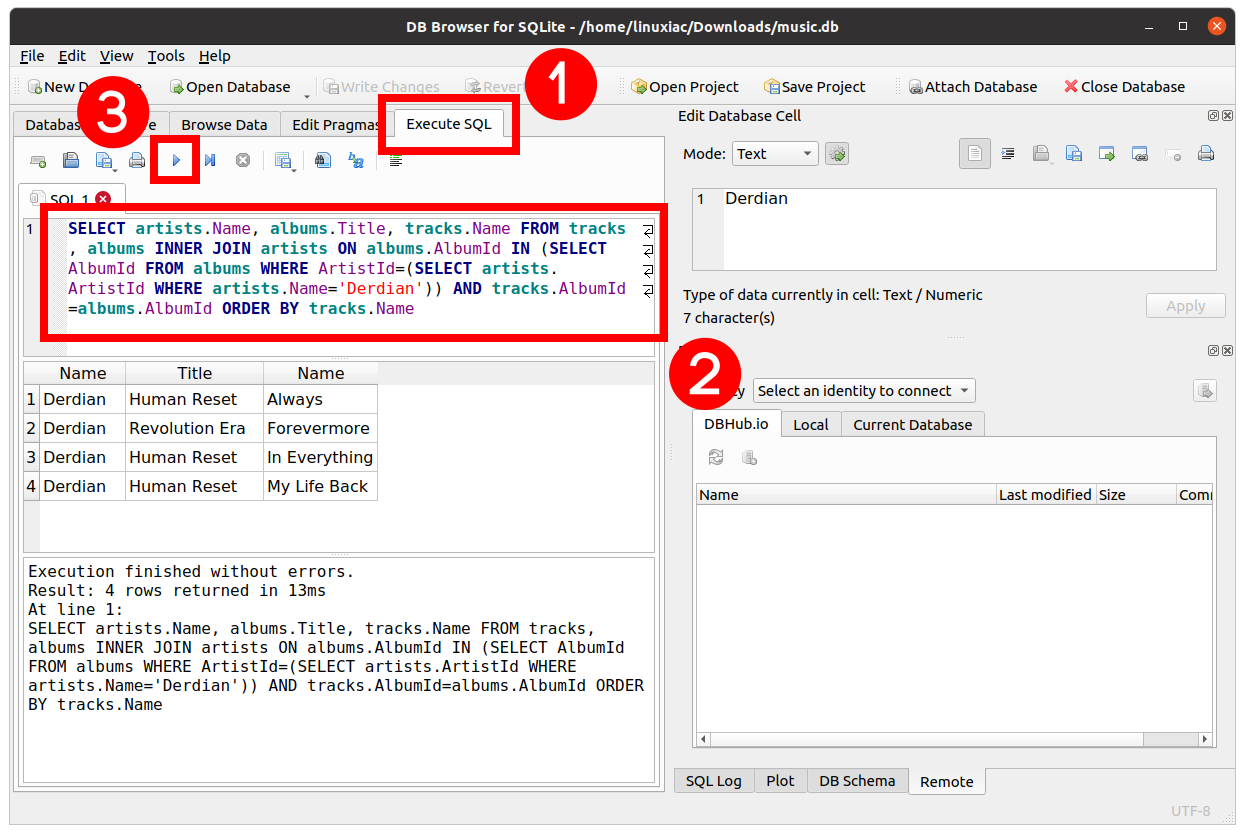 DB Browser for SQLite - /home/linuxiac/Downloads/music.db
File Edit View Tools Help
New Open Database Write Changes Open Project Save Project Attach Database Close Database
1
3
Browse Data Edit Pragmas Execute SQL
SQL 1
1 SELECT artists.Name, albums.Title, tracks.Name FROM tracks
, albums INNER JOIN artists ON albums.AlbumId IN (SELECT
AlbumId FROM albums WHERE ArtistId=(SELECT artists.
ArtistId WHERE artists.Name='Derdian')) AND tracks.AlbumId
=albums.AlbumId ORDER BY tracks.Name
Name Title Name
1 Derdian Human Reset Always
2 Derdian Revolution Era Forevermore
3 Derdian Human Reset In Everything
4 Derdian Human Reset My Life Back
Execution finished without errors.
Result: 4 rows returned in 13ms
At line 1:
SELECT artists.Name, albums.Title, tracks.Name FROM tracks,
albums INNER JOIN artists ON albums.AlbumId IN (SELECT AlbumId
FROM albums WHERE ArtistId=(SELECT artists.ArtistId WHERE
artists.Name='Derdian')) AND tracks.AlbumId=albums.AlbumId ORDER
BY tracks.Name
Edit Database Cell
Mode: Text
1 Derdian
Type of data currently in cell: Text / Numeric
7 character(s)
Apply
2
Select an identity to connect
DBHub.io Local Current Database
Name Last modified Size
SQL Log Plot DB Schema Remote
UTF-8